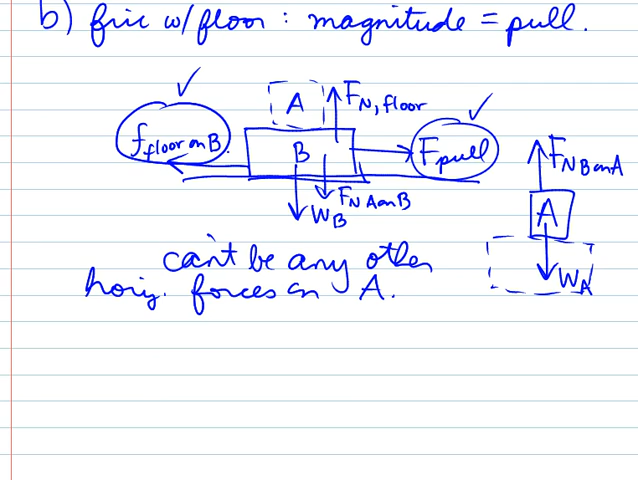 b) fric w/ floor : magnitude = pull.
A F_N, floor
f_floor on B. B F_pull F_N B on A
W_B F_N A on B A
can't be any other
horiz. forces on A. W_A